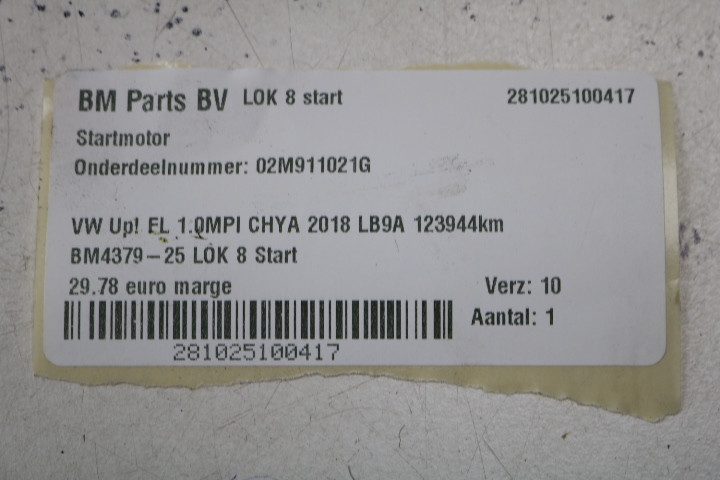 BM Parts BV LOK 8 start 281025100417
Startmotor
Onderdeelnummer: 02M911021G
VW Up! EL 1.0MPI CHYA 2018 LB9A 123944km
BM4379-25 LOK 8 Start
29.78 euro marge Verz: 10
Aantal: 1
281025100417